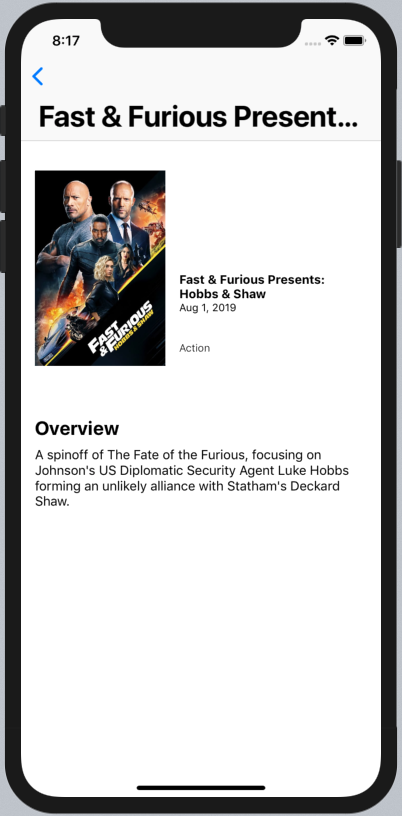 8:17
Fast & Furious Present...
FAST
& FURIOUS
HOBBS & SHAW
Fast & Furious Presents:
Hobbs & Shaw
Aug 1, 2019
Action
Overview
A spinoff of The Fate of the Furious, focusing on
Johnson's US Diplomatic Security Agent Luke Hobbs
forming an unlikely alliance with Statham's Deckard
Shaw.